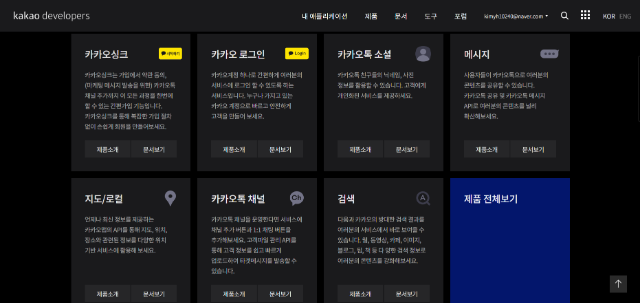 kakao developers
내 애플리케이션 제품 문서 도구 포럼
KOR ENG
카카오싱크
카카오싱크는 가입에서 약관 동의,
(마케팅 메시지 발송을 위한) 카카오톡
채널 추가까지 이 모든 과정을 한번에
할 수 있는 간편가입 기능입니다.
카카오싱크를 통해 복잡한 가입 절차
없이 손쉽게 회원을 만들어보세요.
제품소개 문서보기
카카오 로그인
Login
카카오계정 하나로 간편하게 여러분의
서비스에 로그인 할 수 있도록 하는
서비스입니다. 누구나 가지고 있는
카카오 계정으로 빠르고 안전하게
고객을 만들어 보세요.
제품소개 문서보기
카카오톡 소셜
카카오톡 친구들의 닉네임, 사진
정보를 활용할 수 있습니다. 고객에게
개인화된 서비스를 제공하세요.
제품소개 문서보기
메시지
사용자들이 카카오톡으로 여러분의
콘텐츠를 공유할 수 있습니다.
카카오톡 공유 및 카카오톡 메시지
API로 여러분의 콘텐츠를 널리
확산해보세요.
제품소개 문서보기
지도/로컬
언제나 최신 정보를 제공하는
카카오맵의 API를 통해 지도, 위치,
장소와 관련된 정보를 다양한 위치
기반 서비스에 활용해 보세요.
제품소개 문서보기
카카오톡 채널
Ch
카카오톡 채널을 운영한다면 서비스에
채널 추가 버튼과 1:1 채팅 버튼을
추가해보세요. 고객파일 관리 API를
통해 고객 정보를 쉽고 빠르게
업로드하여 타겟메시지를 발송할 수
있습니다.
제품소개 문서보기
검색
다음과 카카오의 방대한 검색 결과를
여러분의 서비스에서 바로 보여줄 수
있습니다. 웹, 동영상, 카페, 이미지,
블로그, 팁, 책 등 다양한 검색 정보로
여러분의 콘텐츠를 강화해보세요.
제품소개 문서보기
제품 전체보기